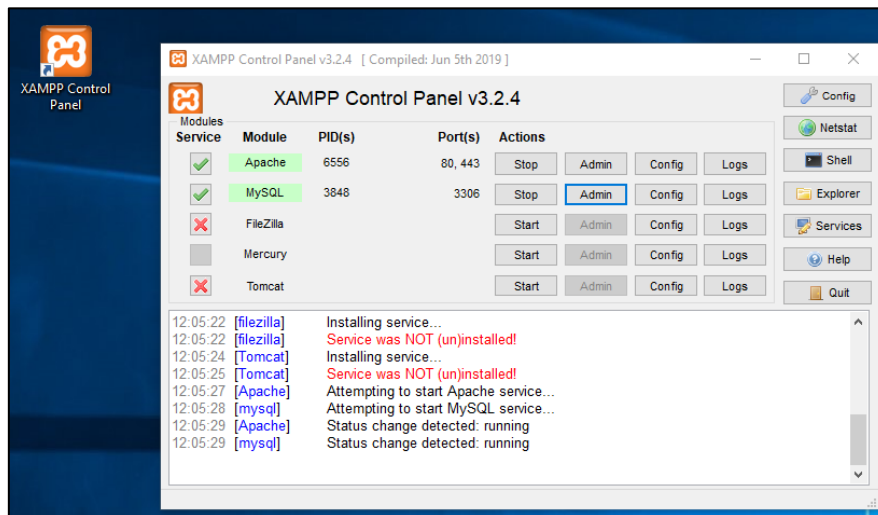 XAMPP Control Panel
XAMPP Control Panel v3.2.4 [ Compiled: Jun 5th 2019 ]
XAMPP Control Panel v3.2.4
Config
Modules
Service Module PID(s) Port(s) Actions
Netstat
Apache 6556 80, 443 Stop Admin Config Logs
Shell
MySQL 3848 3306 Stop Admin Config Logs
Explorer
FileZilla Start Admin Config Logs
Services
Mercury Start Admin Config Logs
Help
Tomcat Start Admin Config Logs
Quit
12:05:22 [filezilla] Installing service...
12:05:22 [filezilla] Service was NOT (un)installed!
12:05:24 [Tomcat] Installing service...
12:05:25 [Tomcat] Service was NOT (un)installed!
12:05:27 [Apache] Attempting to start Apache service...
12:05:28 [mysql] Attempting to start MySQL service...
12:05:29 [Apache] Status change detected: running
12:05:29 [mysql] Status change detected: running